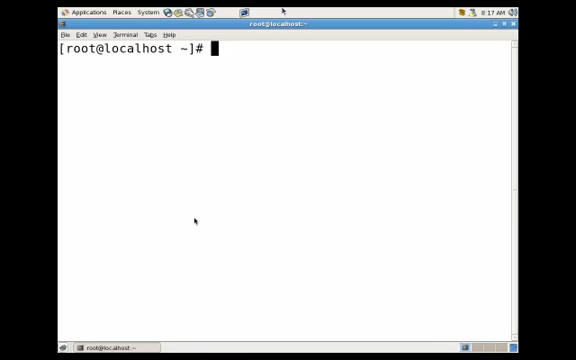 Applications Places System 8:17 AM
root@localhost:~
File Edit View Terminal Tabs Help
[root@localhost ~]#
root@localhost:~